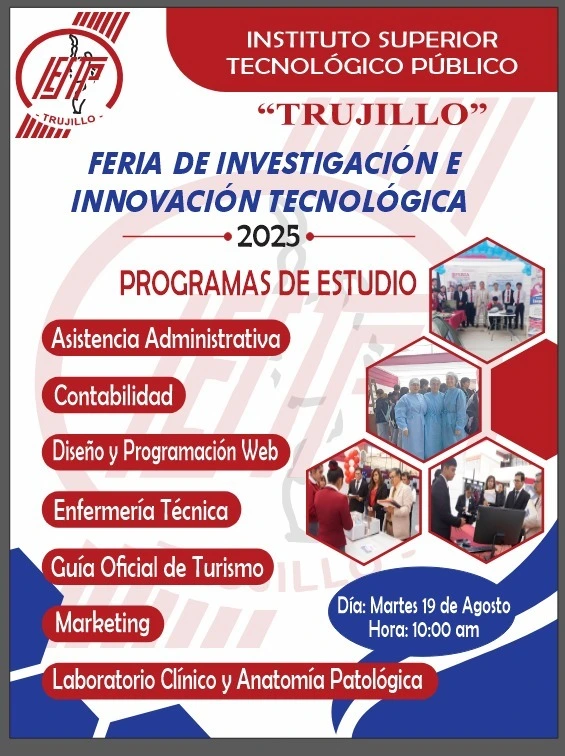 IESTP
- TRUJILLO -
INSTITUTO SUPERIOR
TECNOLÓGICO PÚBLICO
“TRUJILLO”
FERIA DE INVESTIGACIÓN E
INNOVACIÓN TECNOLÓGICA
2025
PROGRAMAS DE ESTUDIO
Asistencia Administrativa
Contabilidad
Diseño y Programación Web
Enfermería Técnica
Guía Oficial de Turismo
Marketing
Laboratorio Clínico y Anatomía Patológica
Día: Martes 19 de Agosto
Hora: 10:00 am